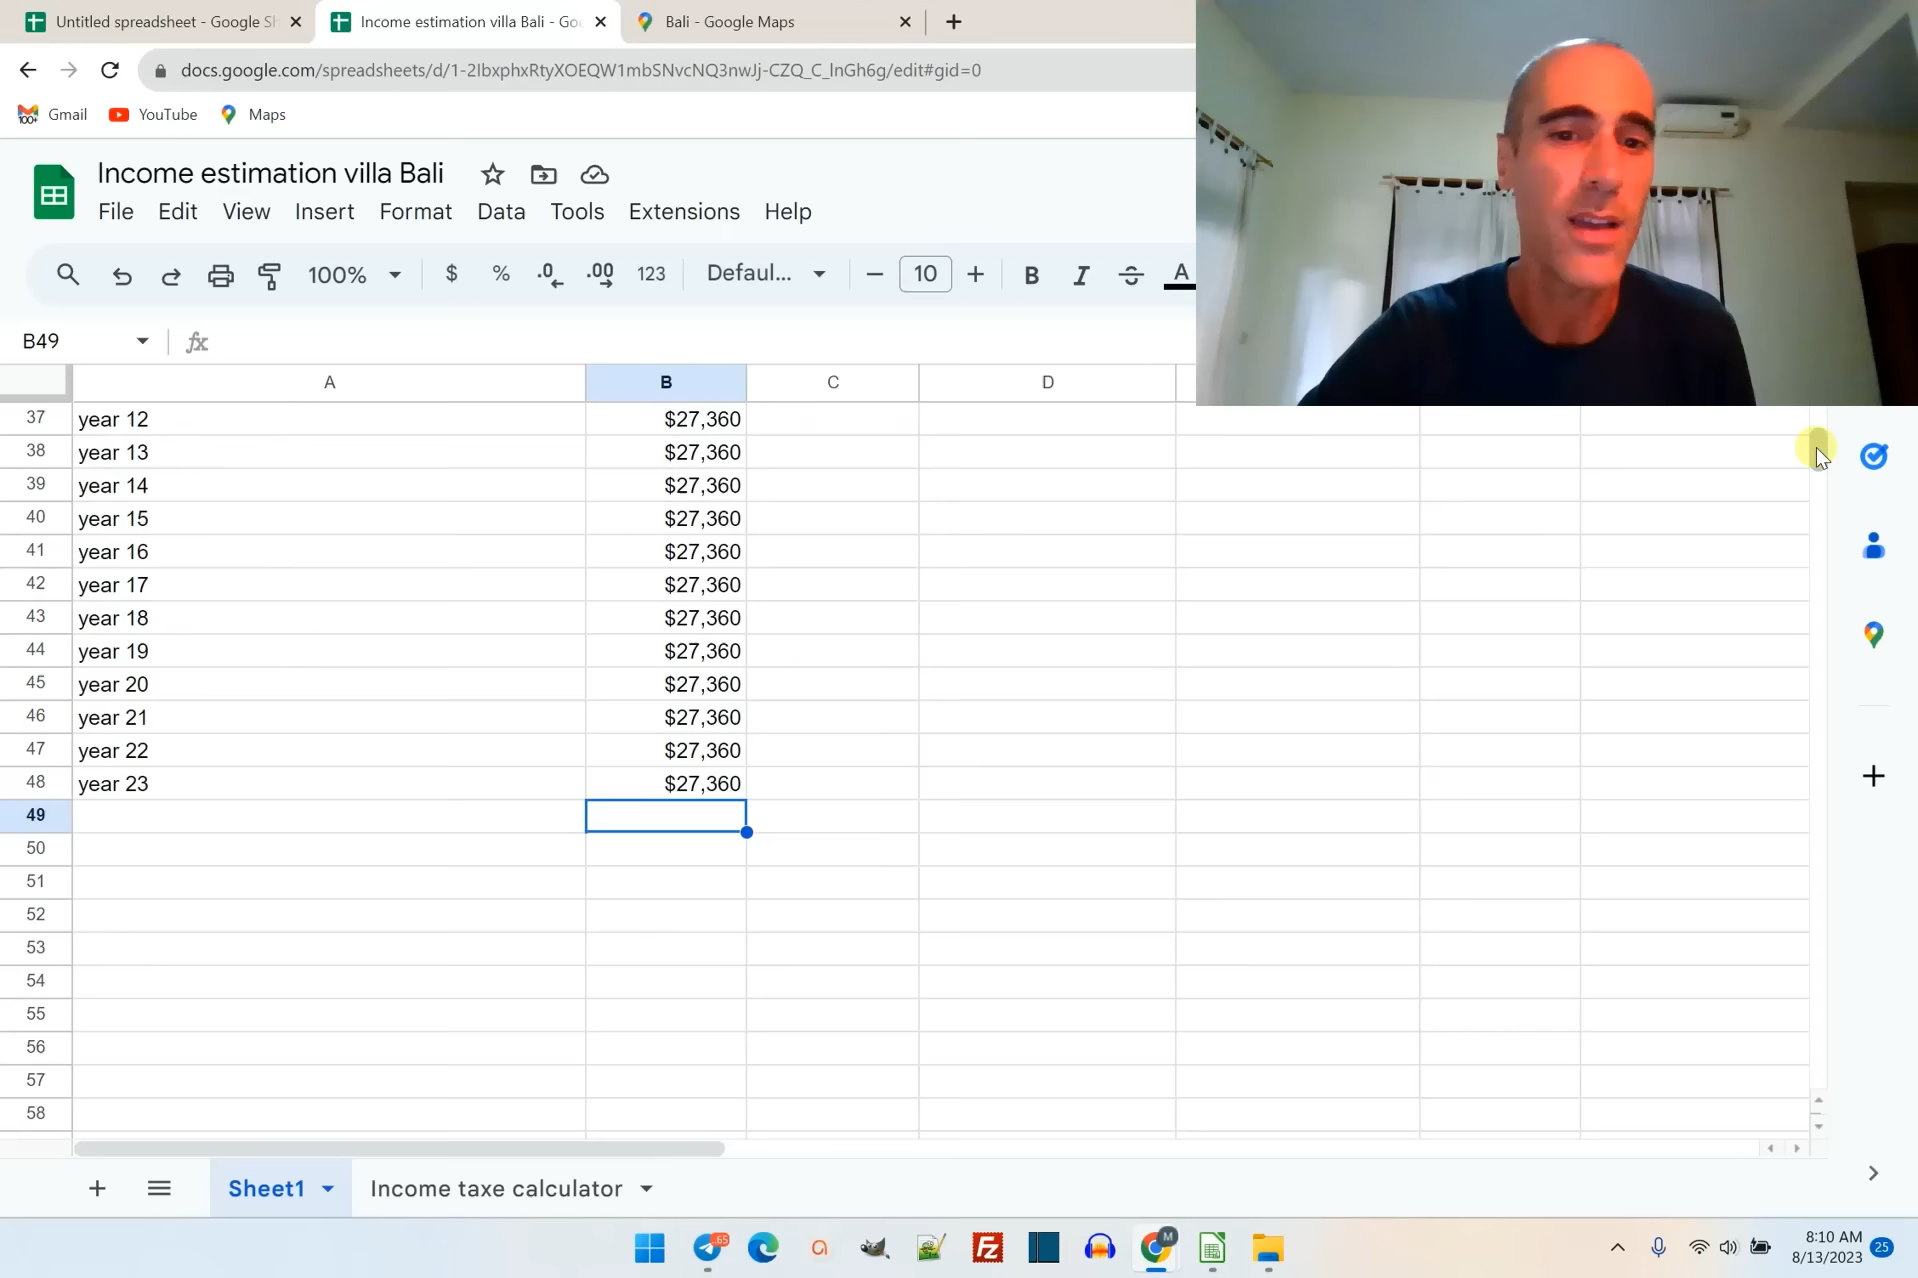 Untitled spreadsheet - Google S
Income estimation villa Bali - Goo
Bali - Google Maps
docs.google.com/spreadsheets/d/1-2IbxphxRtyXOEQW1mbSNvcNQ3nwJj-CZQ_C_lnGh6g/edit#gid=0
100+
Gmail
YouTube
Maps
Income estimation villa Bali
File Edit View Insert Format Data Tools Extensions Help
100% $ % .0 .00 123 Defaul... 10 B I S A
B49 fx
A B C D
37 year 12 $27,360
38 year 13 $27,360
39 year 14 $27,360
40 year 15 $27,360
41 year 16 $27,360
42 year 17 $27,360
43 year 18 $27,360
44 year 19 $27,360
45 year 20 $27,360
46 year 21 $27,360
47 year 22 $27,360
48 year 23 $27,360
49
50
51
52
53
54
55
56
57
58
Sheet1 Income taxe calculator
65
Fz
M
8:10 AM
8/13/2023
25